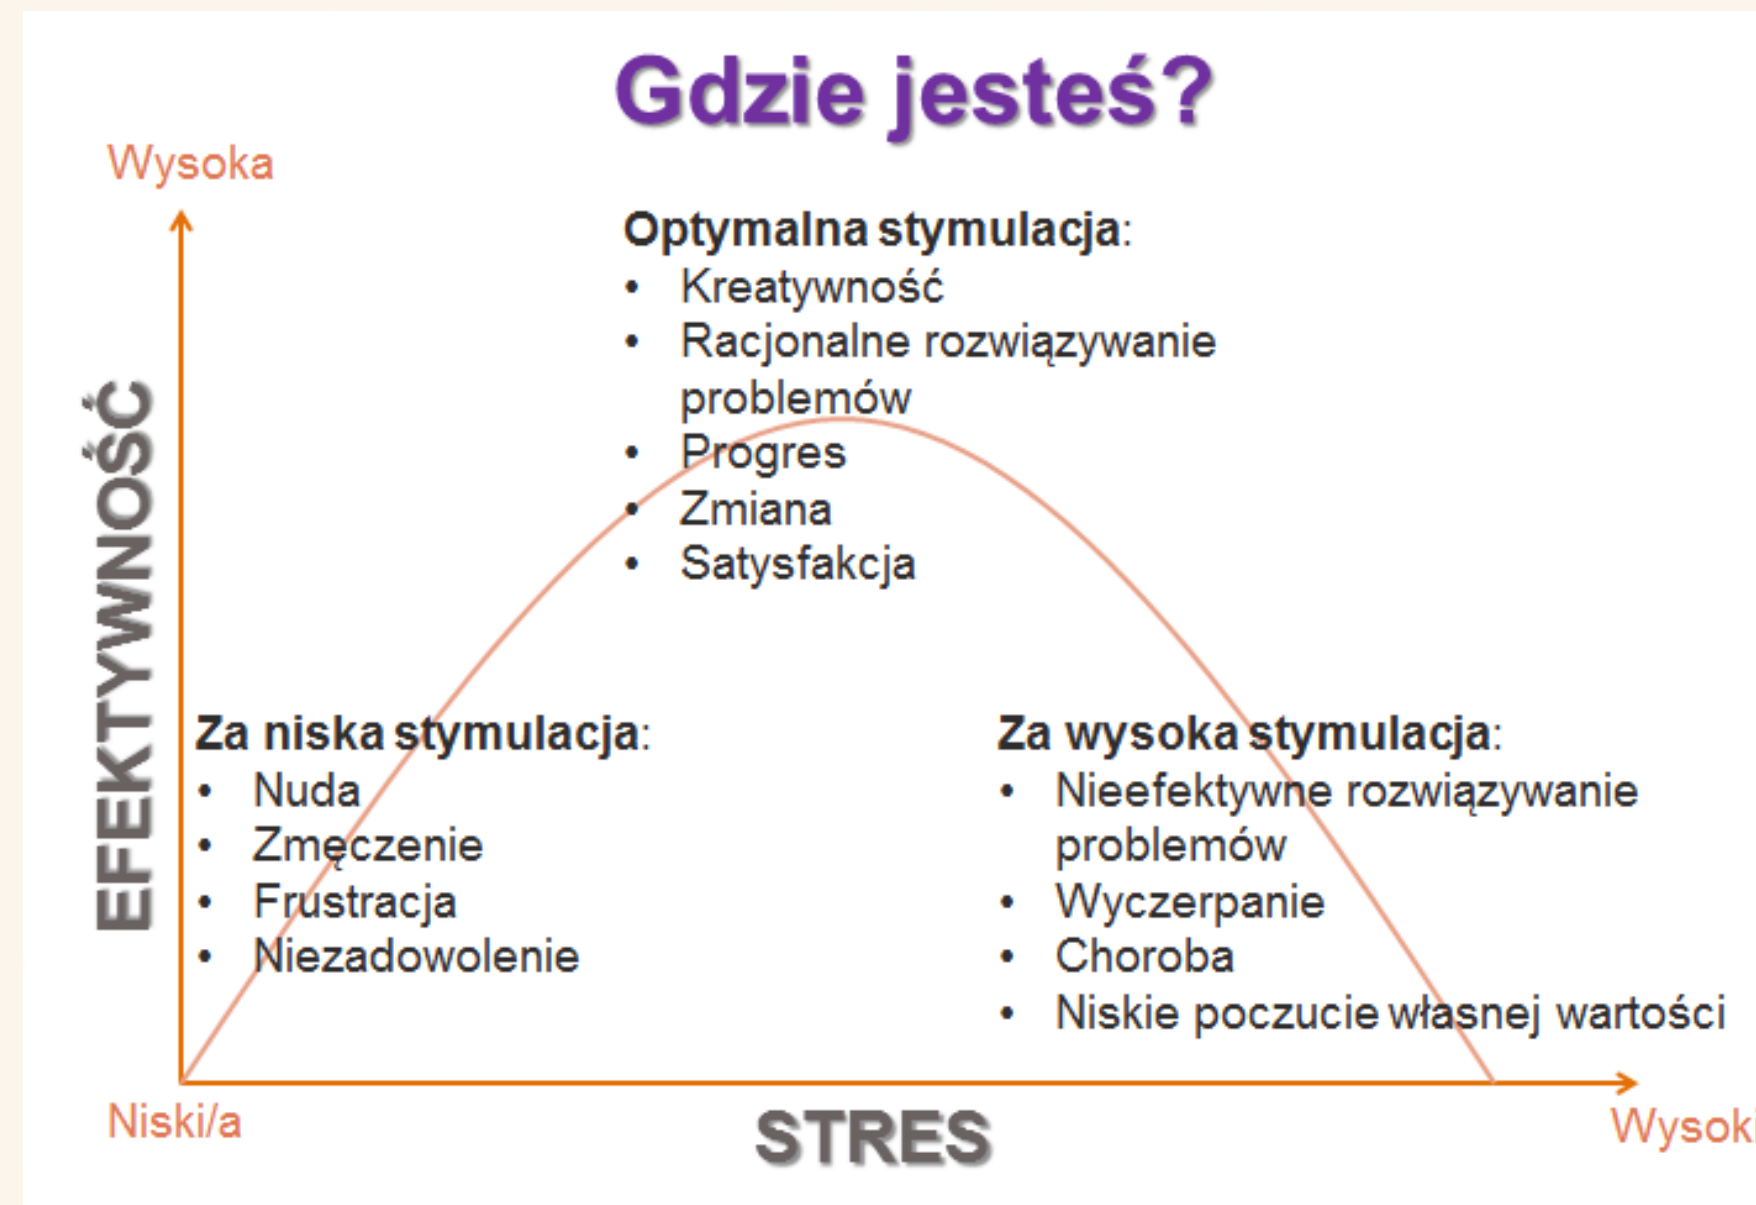 Gdzie jesteś?
Wysoka
Optymalna stymulacja:
• Kreatywność
• Racjonalne rozwiązywanie
problemów
• Progres
• Zmiana
• Satysfakcja
EFEKTYWNOŚĆ
Za niska stymulacja:
• Nuda
• Zmęczenie
• Frustracja
• Niezadowolenie
Za wysoka stymulacja:
• Nieefektywne rozwiązywanie
problemów
• Wyczerpanie
• Choroba
• Niskie poczucie własnej wartości
Niski/a
STRES
Wysoki